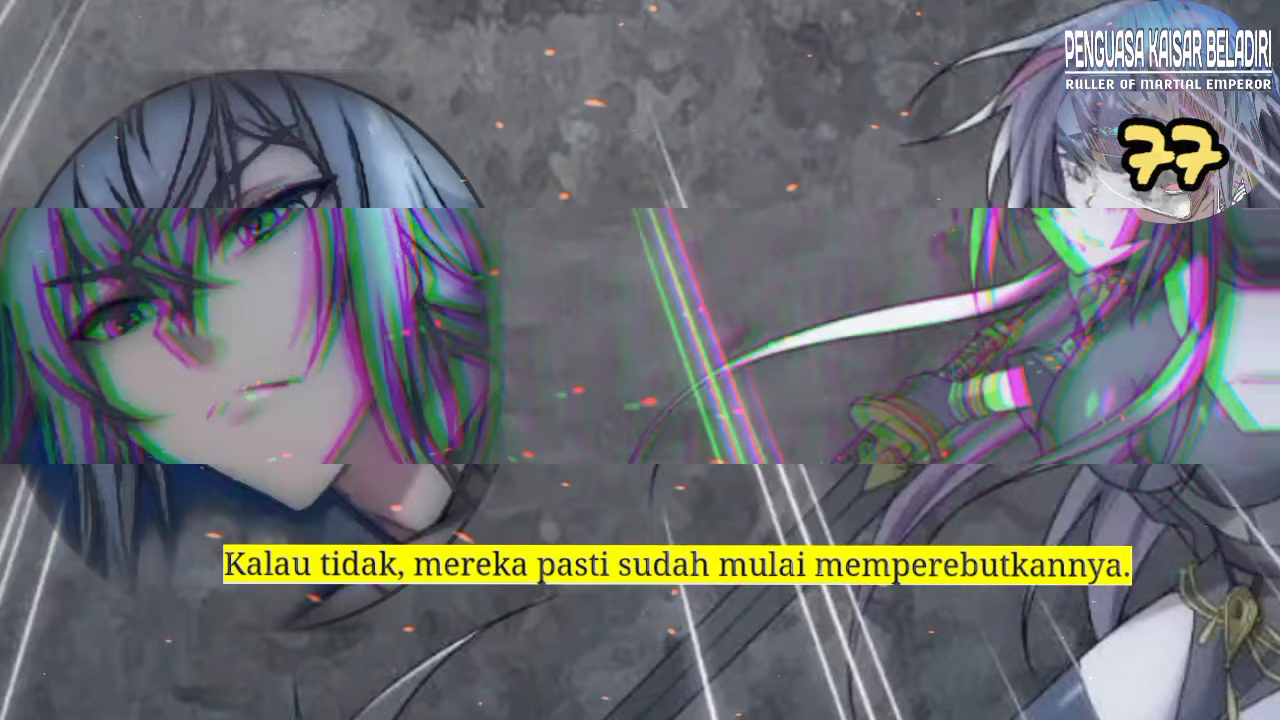 PENGUASA KAISAR BELADIRI
RULLER OF MARTIAL EMPEROR
77
Kalau tidak, mereka pasti sudah mulai memperebutkannya.